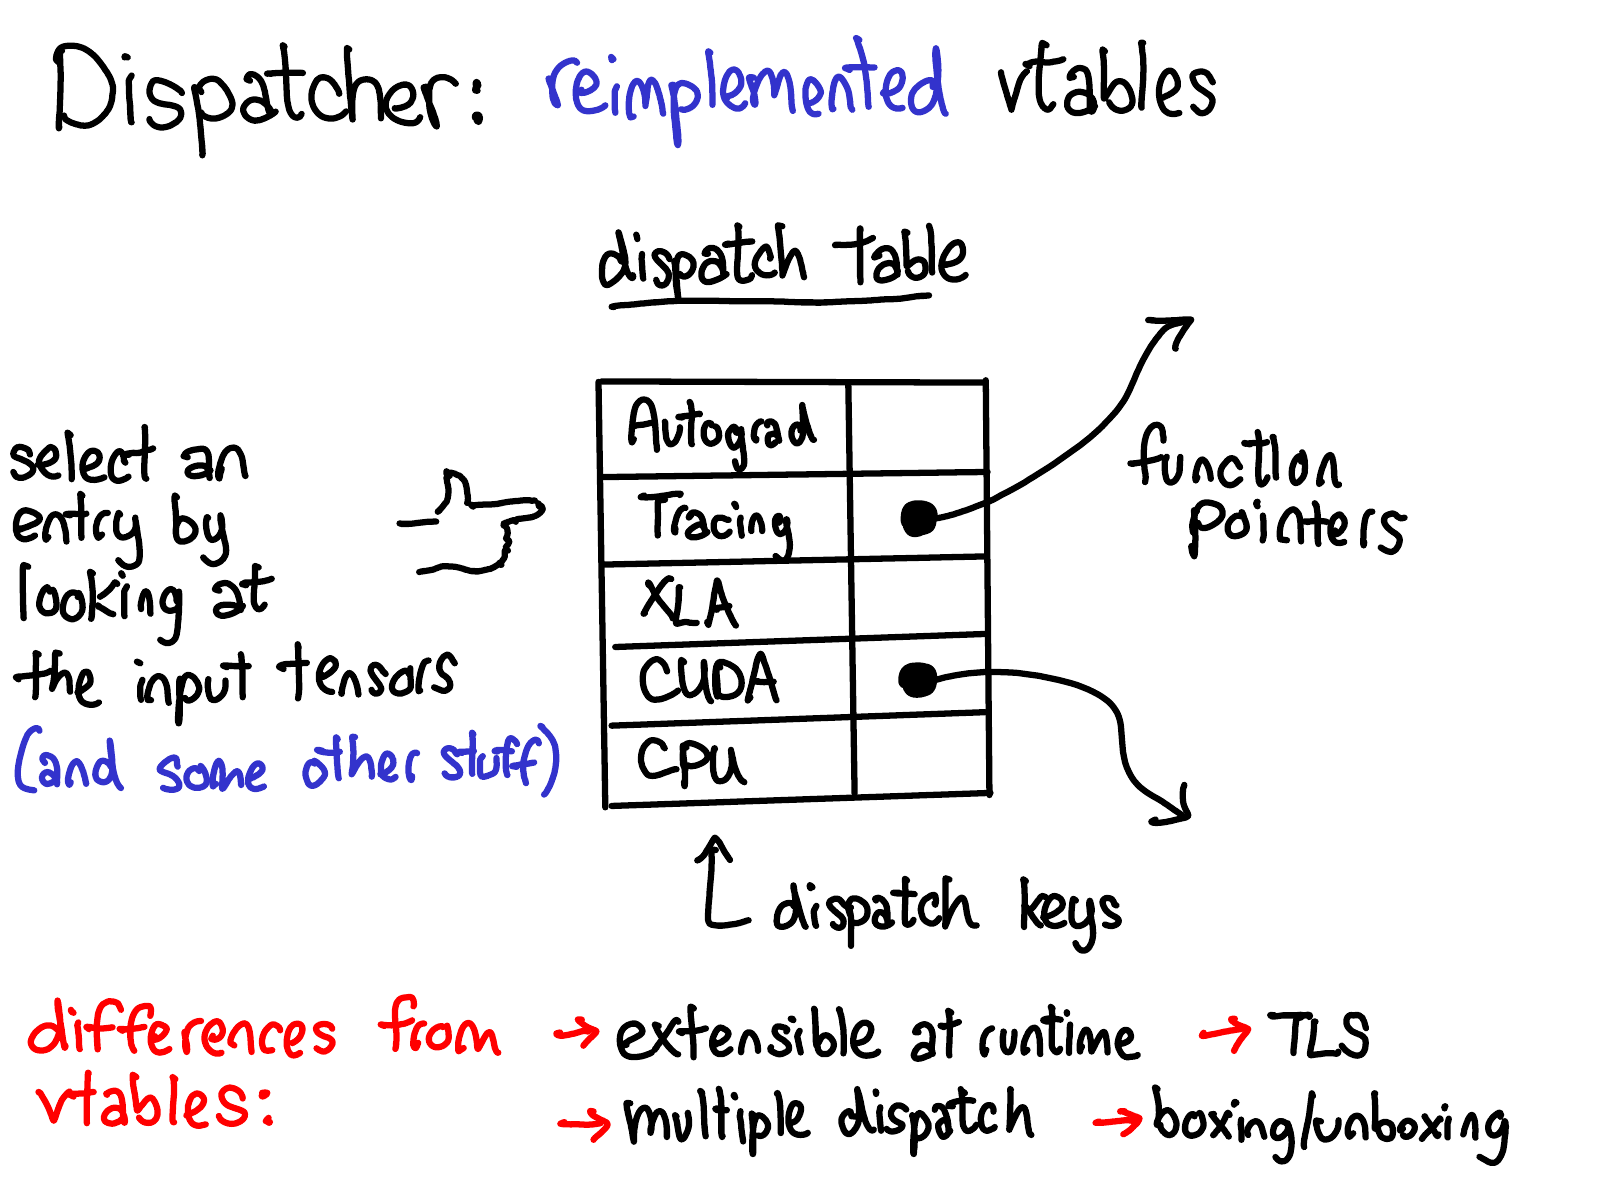 Dispatcher: reimplemented vtables
dispatch table
select an
entry by
looking at
the input tensors
(and some other stuff)
Autograd
Tracing
XLA
CUDA
CPU
function
pointers
dispatch keys
differences from
vtables:
→ extensible at runtime
→ TLS
→ multiple dispatch
→ boxing/unboxing